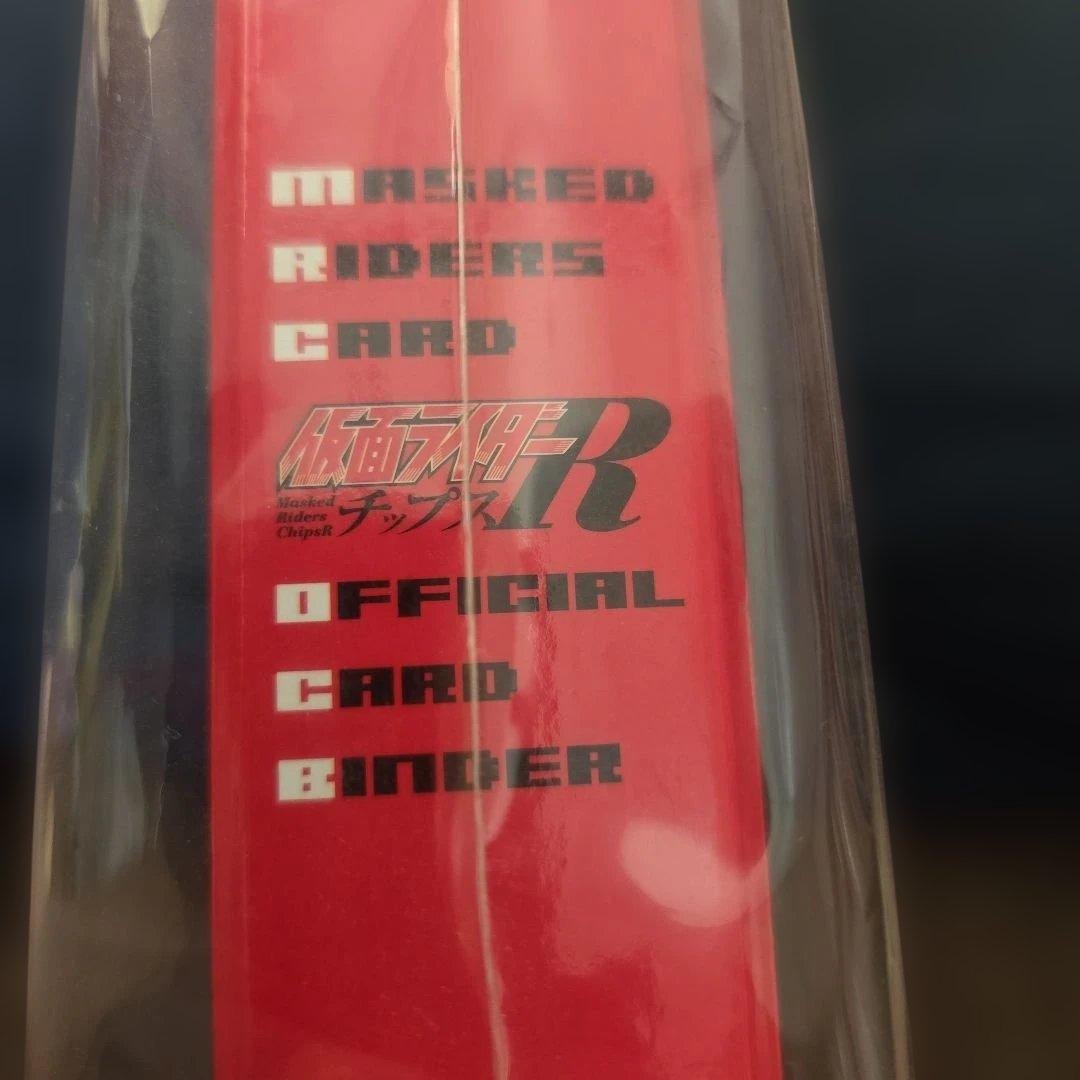 MASKED
RIDERS
CARD
仮面ライダーR
Masked
Riders
ChipsR
チップス
OFFICIAL
CARD
BINDER